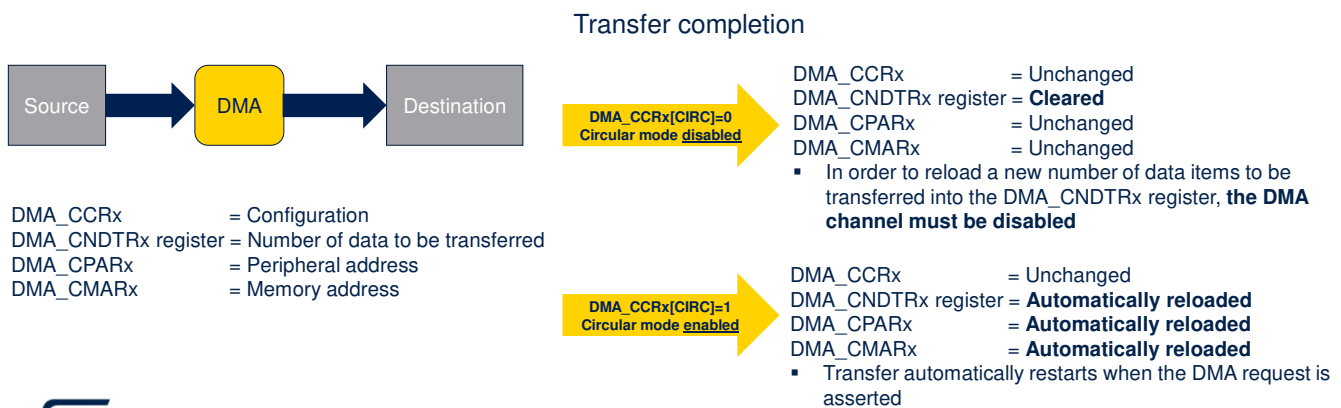 Transfer completion
Source
DMA
Destination
DMA_CCRx = Configuration
DMA_CNDTRx register = Number of data to be transferred
DMA_CPARx = Peripheral address
DMA_CMARx = Memory address
DMA_CCRx[CIRC]=0
Circular mode disabled
DMA_CCRx = Unchanged
DMA_CNDTRx register = Cleared
DMA_CPARx = Unchanged
DMA_CMARx = Unchanged
▪ In order to reload a new number of data items to be
transferred into the DMA_CNDTRx register, the DMA
channel must be disabled
DMA_CCRx[CIRC]=1
Circular mode enabled
DMA_CCRx = Unchanged
DMA_CNDTRx register = Automatically reloaded
DMA_CPARx = Automatically reloaded
DMA_CMARx = Automatically reloaded
▪ Transfer automatically restarts when the DMA request is
asserted